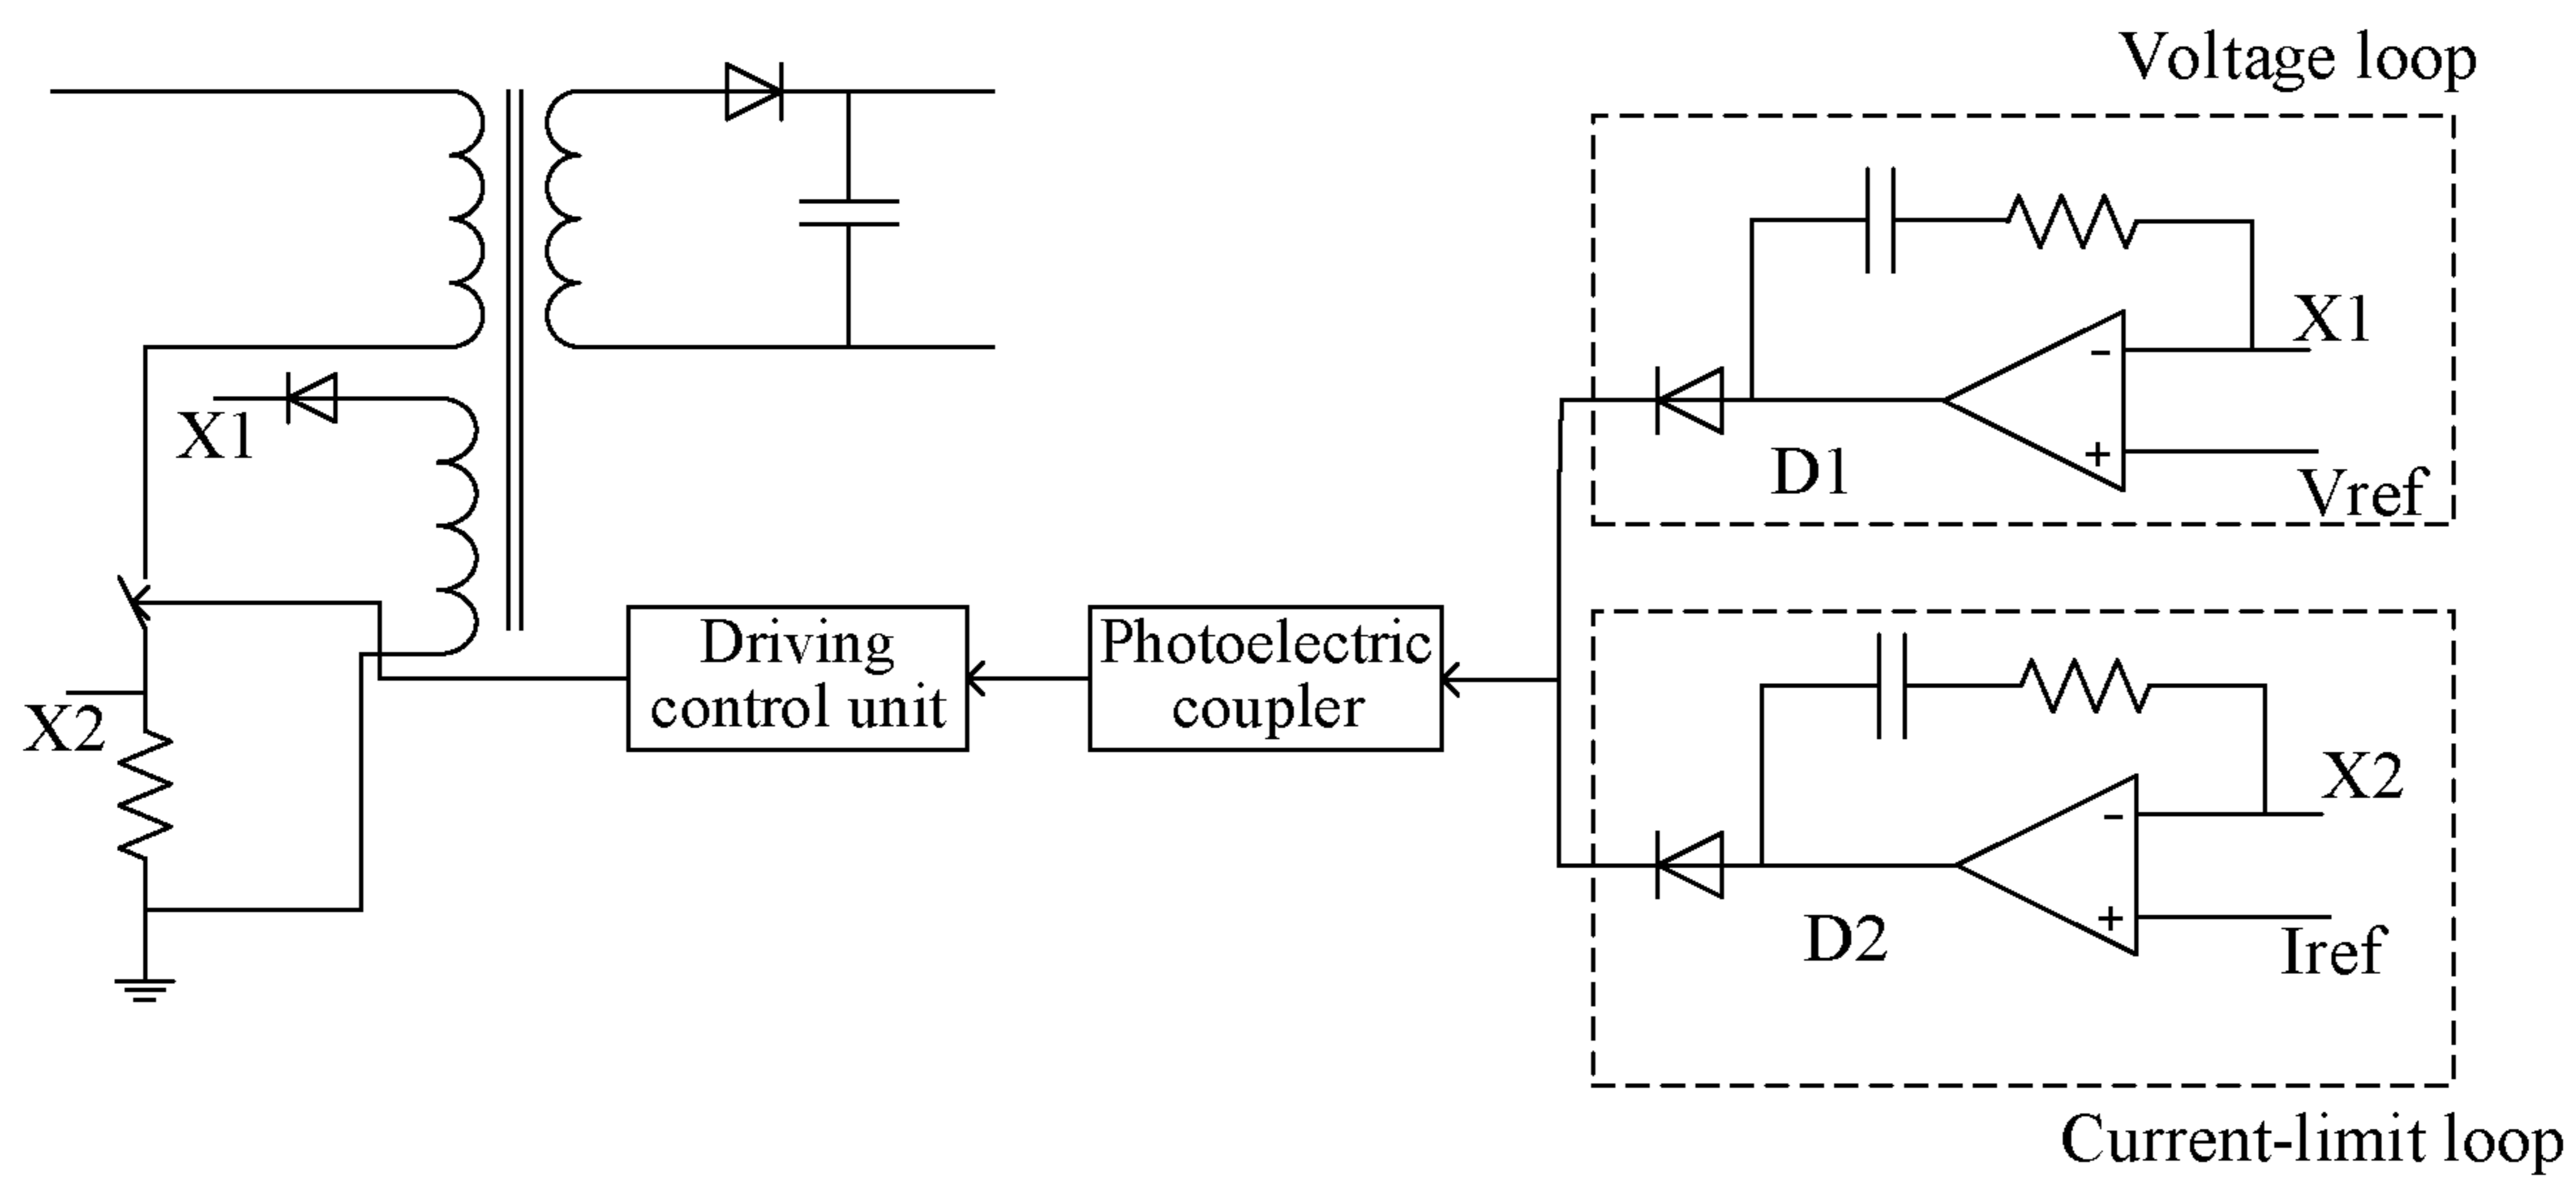 Voltage loop
X1
-
+
D1
Vref
X1
X2
Driving
control unit
Photoelectric
coupler
X2
-
+
D2
Iref
Current-limit loop